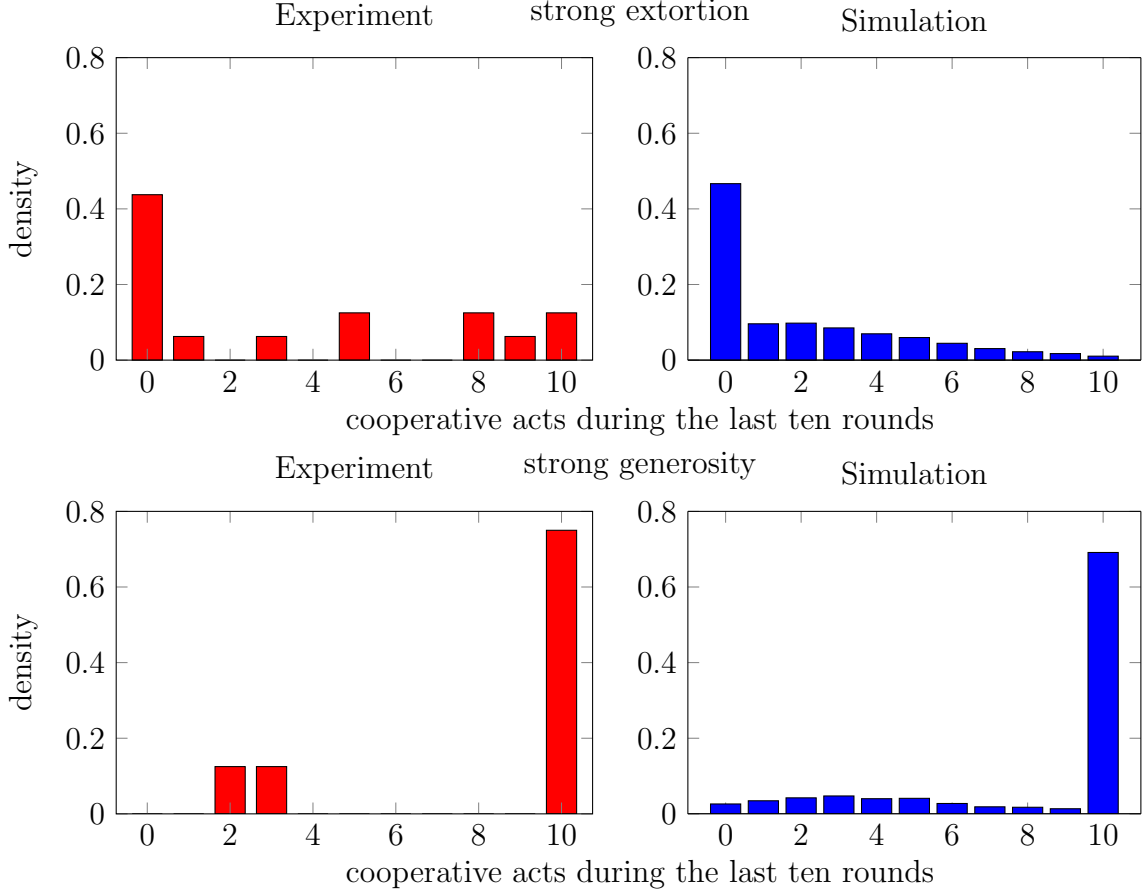 strong extortion
Experiment
Simulation
0.8
0.6
0.4
0.2
0
density
0 2 4 6 8 10
0.8
0.6
0.4
0.2
0
0 2 4 6 8 10
cooperative acts during the last ten rounds
strong generosity
Experiment
Simulation
0.8
0.6
0.4
0.2
0
density
0 2 4 6 8 10
0.8
0.6
0.4
0.2
0
0 2 4 6 8 10
cooperative acts during the last ten rounds